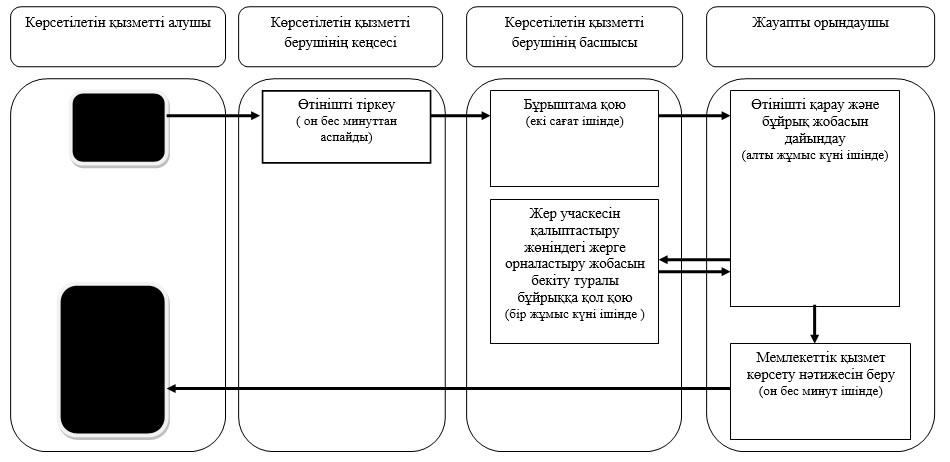 Көрсетілетін қызметті алушы
Көрсетілетін қызметті
берушінің кеңсесі
Көрсетілетін қызметті
берушінің басшысы
Жауапты орындаушы
Өтінішті тіркеу
( он бес минуттан
аспайды)
Бұрыштама қою
(екі сағат ішінде)
Өтінішті қарау және
бұйрық жобасын
дайындау
(алты жұмыс күні ішінде)
Жер учаскесін
қалыптастыру
жөніндегі жерге
орналастыру жобасын
бекіту туралы
бұйрыққа қол қою
(бір жұмыс күні ішінде )
Мемлекеттік қызмет
көрсету нәтижесін беру
(он бес минут ішінде)